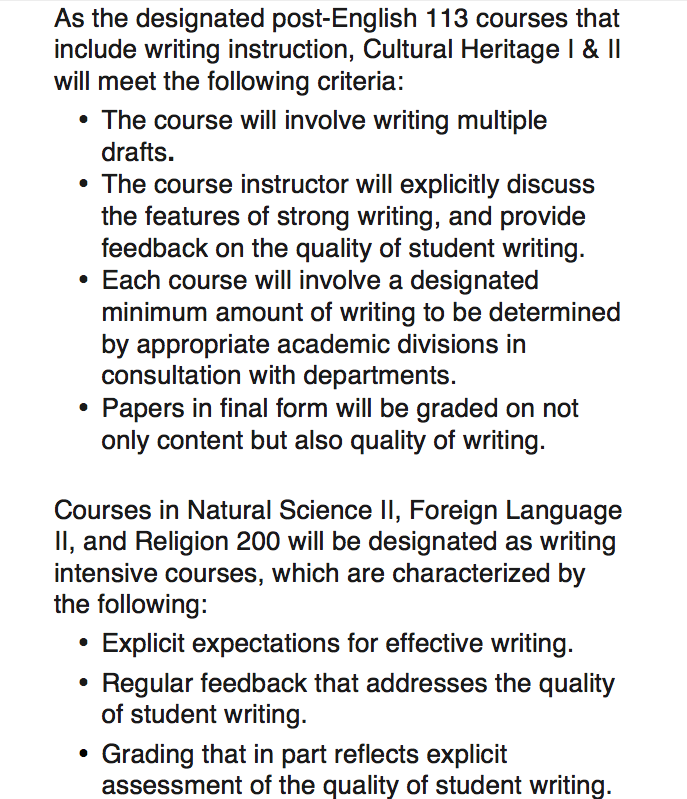 As the designated post-English 113 courses that
include writing instruction, Cultural Heritage I & II
will meet the following criteria:
• The course will involve writing multiple
drafts.
• The course instructor will explicitly discuss
the features of strong writing, and provide
feedback on the quality of student writing.
• Each course will involve a designated
minimum amount of writing to be determined
by appropriate academic divisions in
consultation with departments.
• Papers in final form will be graded on not
only content but also quality of writing.
Courses in Natural Science II, Foreign Language
II, and Religion 200 will be designated as writing
intensive courses, which are characterized by
the following:
• Explicit expectations for effective writing.
• Regular feedback that addresses the quality
of student writing.
• Grading that in part reflects explicit
assessment of the quality of student writing.